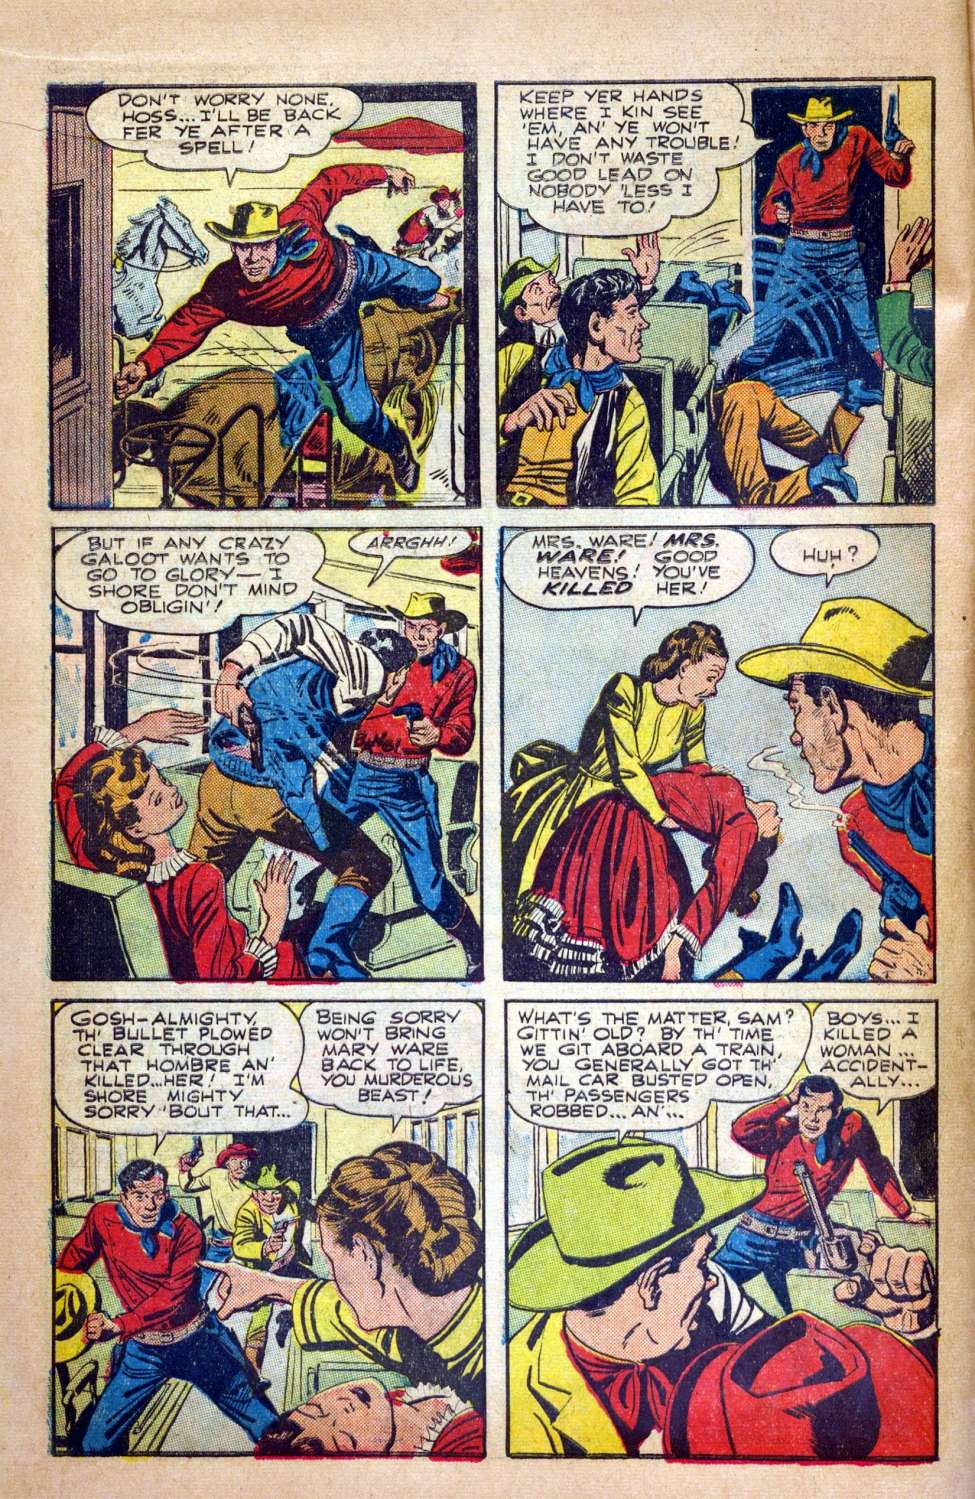 DON'T WORRY NONE,
HOSS...I'LL BE BACK
FER YE AFTER A
SPELL!
KEEP YER HANDS
WHERE I KIN SEE
'EM, AN' YE WON'T
HAVE ANY TROUBLE!
I DON'T WASTE
GOOD LEAD ON
NOBODY 'LESS I
HAVE TO!
BUT IF ANY CRAZY
GALOOT WANTS TO
GO TO GLORY—I
SHORE DON'T MIND
OBLIGIN'!
ARRGHH!
MRS. WARE! MRS.
WARE! GOOD
HEAVENS! YOU'VE
KILLED HER!
HUH?
GOSH-ALMIGHTY,
TH' BULLET PLOWED
CLEAR THROUGH
THAT HOMBRE AN'
KILLED...HER! I'M
SHORE MIGHTY
SORRY 'BOUT THAT...
BEING SORRY
WON'T BRING
MARY WARE
BACK TO LIFE,
YOU MURDEROUS
BEAST!
WHAT'S THE MATTER, SAM?
GITTIN' OLD? BY TH' TIME
WE GIT ABOARD A TRAIN,
YOU GENERALLY GOT TH'
MAIL CAR BUSTED OPEN,
TH' PASSENGERS
ROBBED...AN'...
BOYS...I
KILLED A
WOMAN...
ACCIDENT-
ALLY...